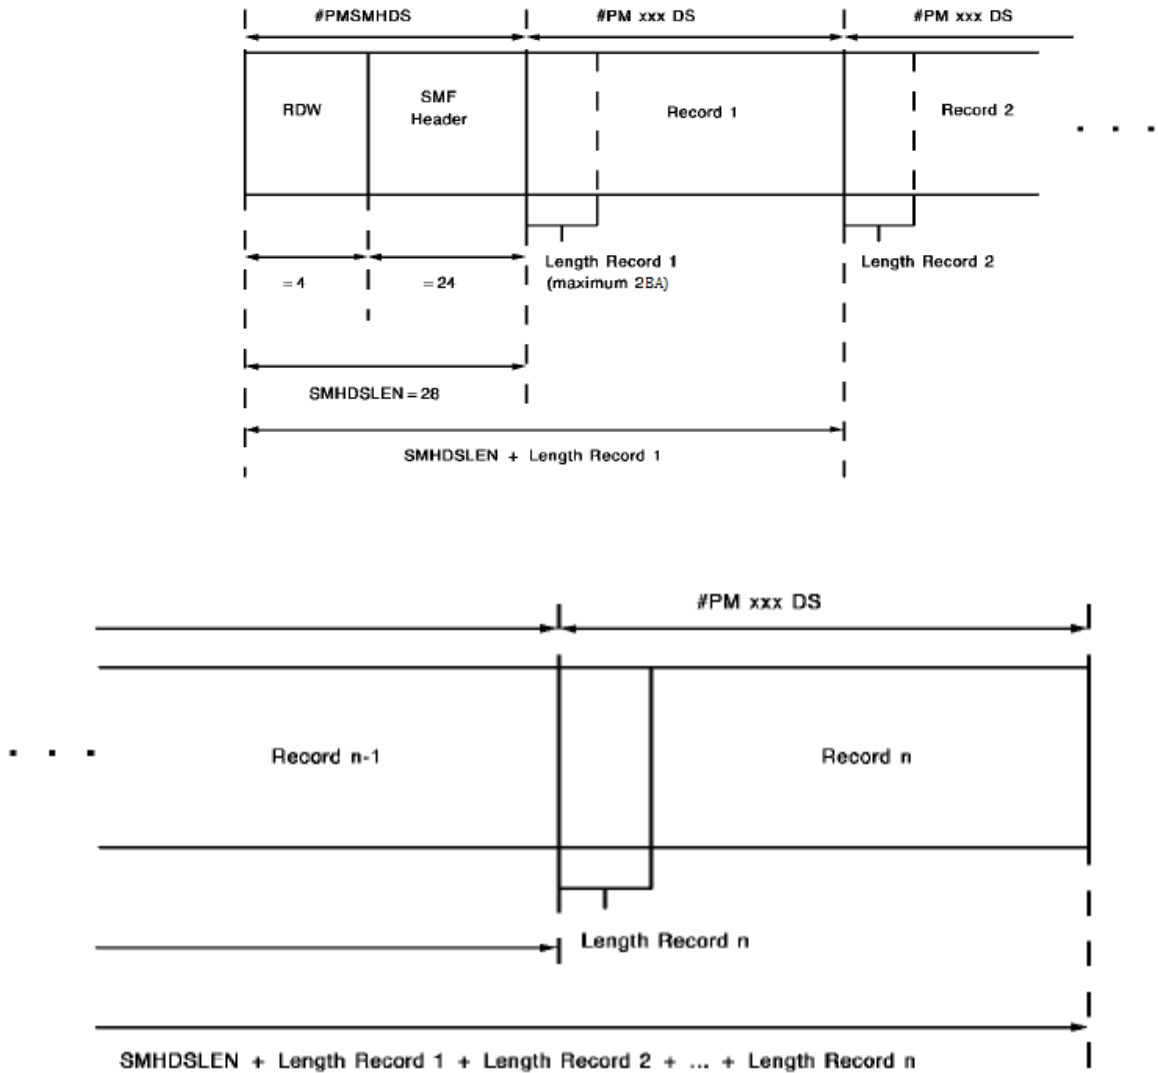 #PMSMHDS
#PM xxx DS
#PM xxx DS
RDW
SMF
Header
Record 1
Record 2
. . .
Length Record 1
(maximum 2BA)
Length Record 2
=4
=24
SMHDSLEN=28
SMHDSLEN + Length Record 1
#PM xxx DS
. . .
Record n-1
Record n
Length Record n
SMHDSLEN + Length Record 1 + Length Record 2 + ... + Length Record n